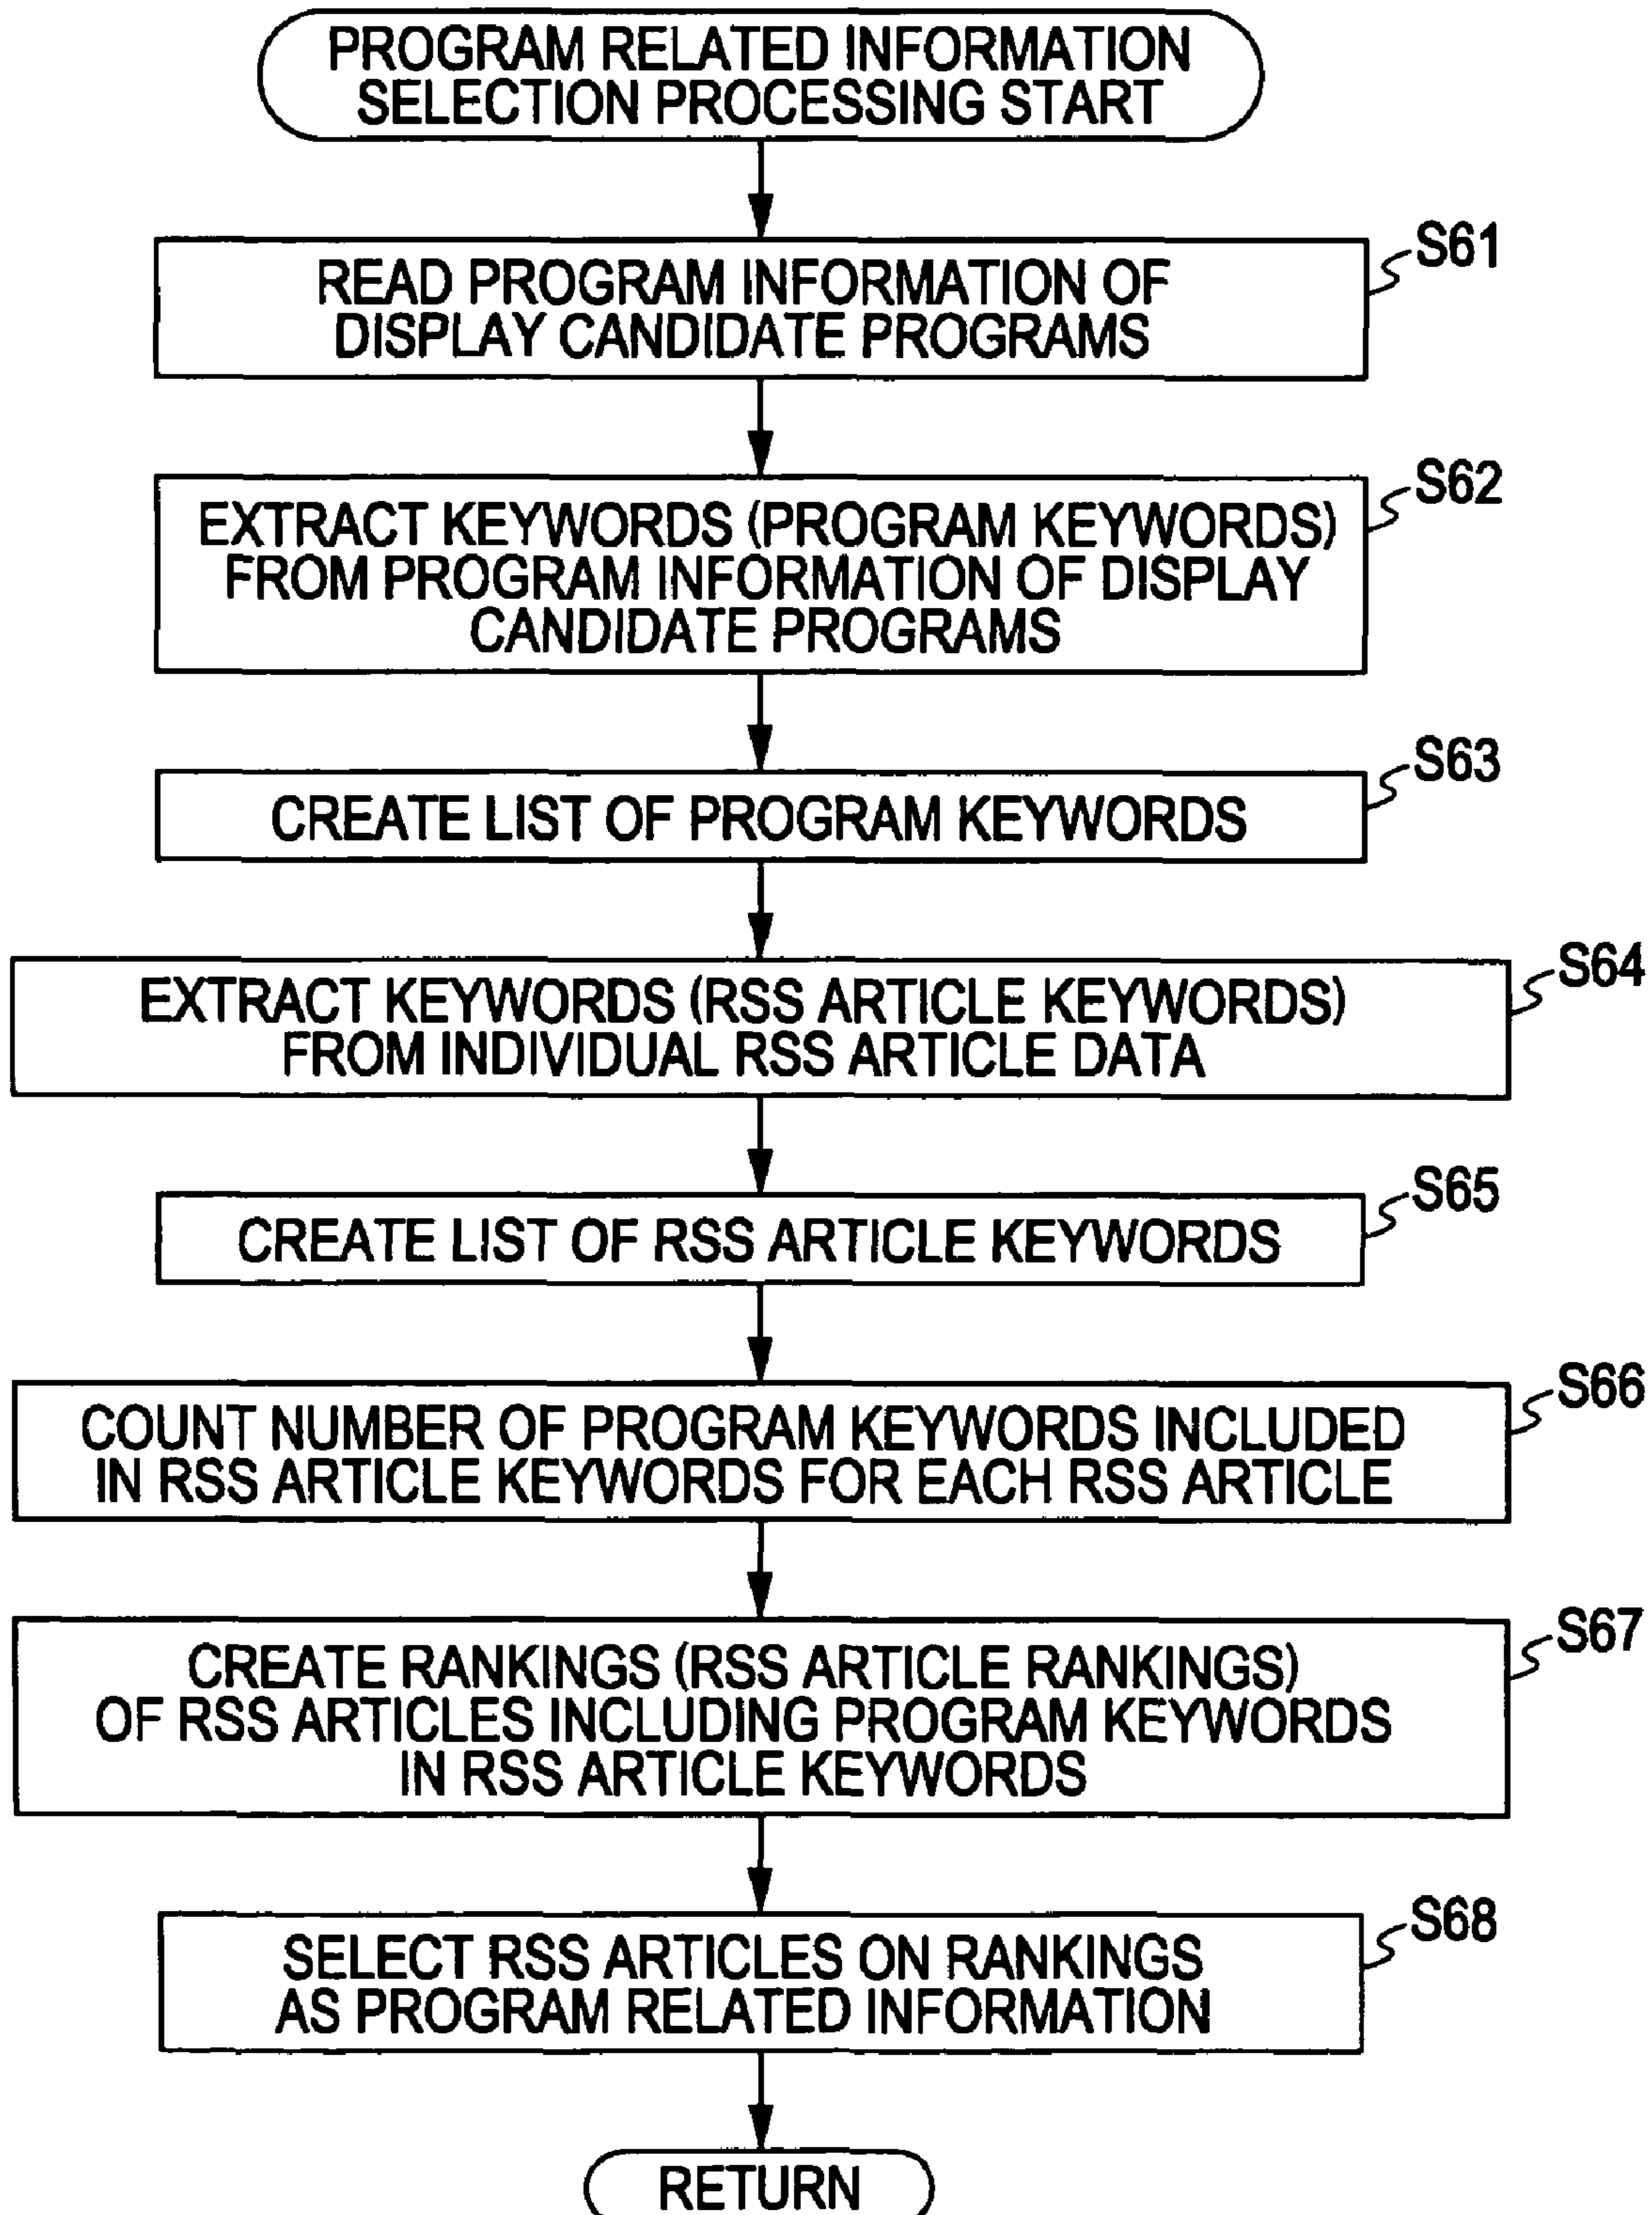 PROGRAM RELATED INFORMATION
SELECTION PROCESSING START
S61
READ PROGRAM INFORMATION OF
DISPLAY CANDIDATE PROGRAMS
S62
EXTRACT KEYWORDS (PROGRAM KEYWORDS)
FROM PROGRAM INFORMATION OF DISPLAY
CANDIDATE PROGRAMS
S63
CREATE LIST OF PROGRAM KEYWORDS
S64
EXTRACT KEYWORDS (RSS ARTICLE KEYWORDS)
FROM INDIVIDUAL RSS ARTICLE DATA
S65
CREATE LIST OF RSS ARTICLE KEYWORDS
S66
COUNT NUMBER OF PROGRAM KEYWORDS INCLUDED
IN RSS ARTICLE KEYWORDS FOR EACH RSS ARTICLE
S67
CREATE RANKINGS (RSS ARTICLE RANKINGS)
OF RSS ARTICLES INCLUDING PROGRAM KEYWORDS
IN RSS ARTICLE KEYWORDS
S68
SELECT RSS ARTICLES ON RANKINGS
AS PROGRAM RELATED INFORMATION
RETURN